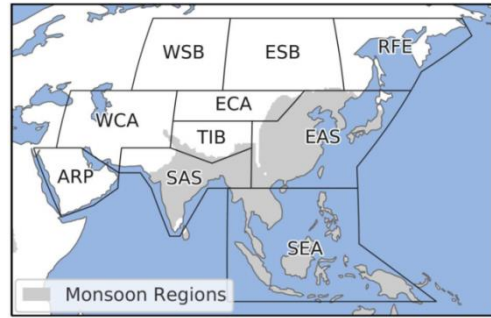 WSB
ESB
RFE
ECA
WCA
TIB
EAS
ARP
SAS
SEA
Monsoon Regions